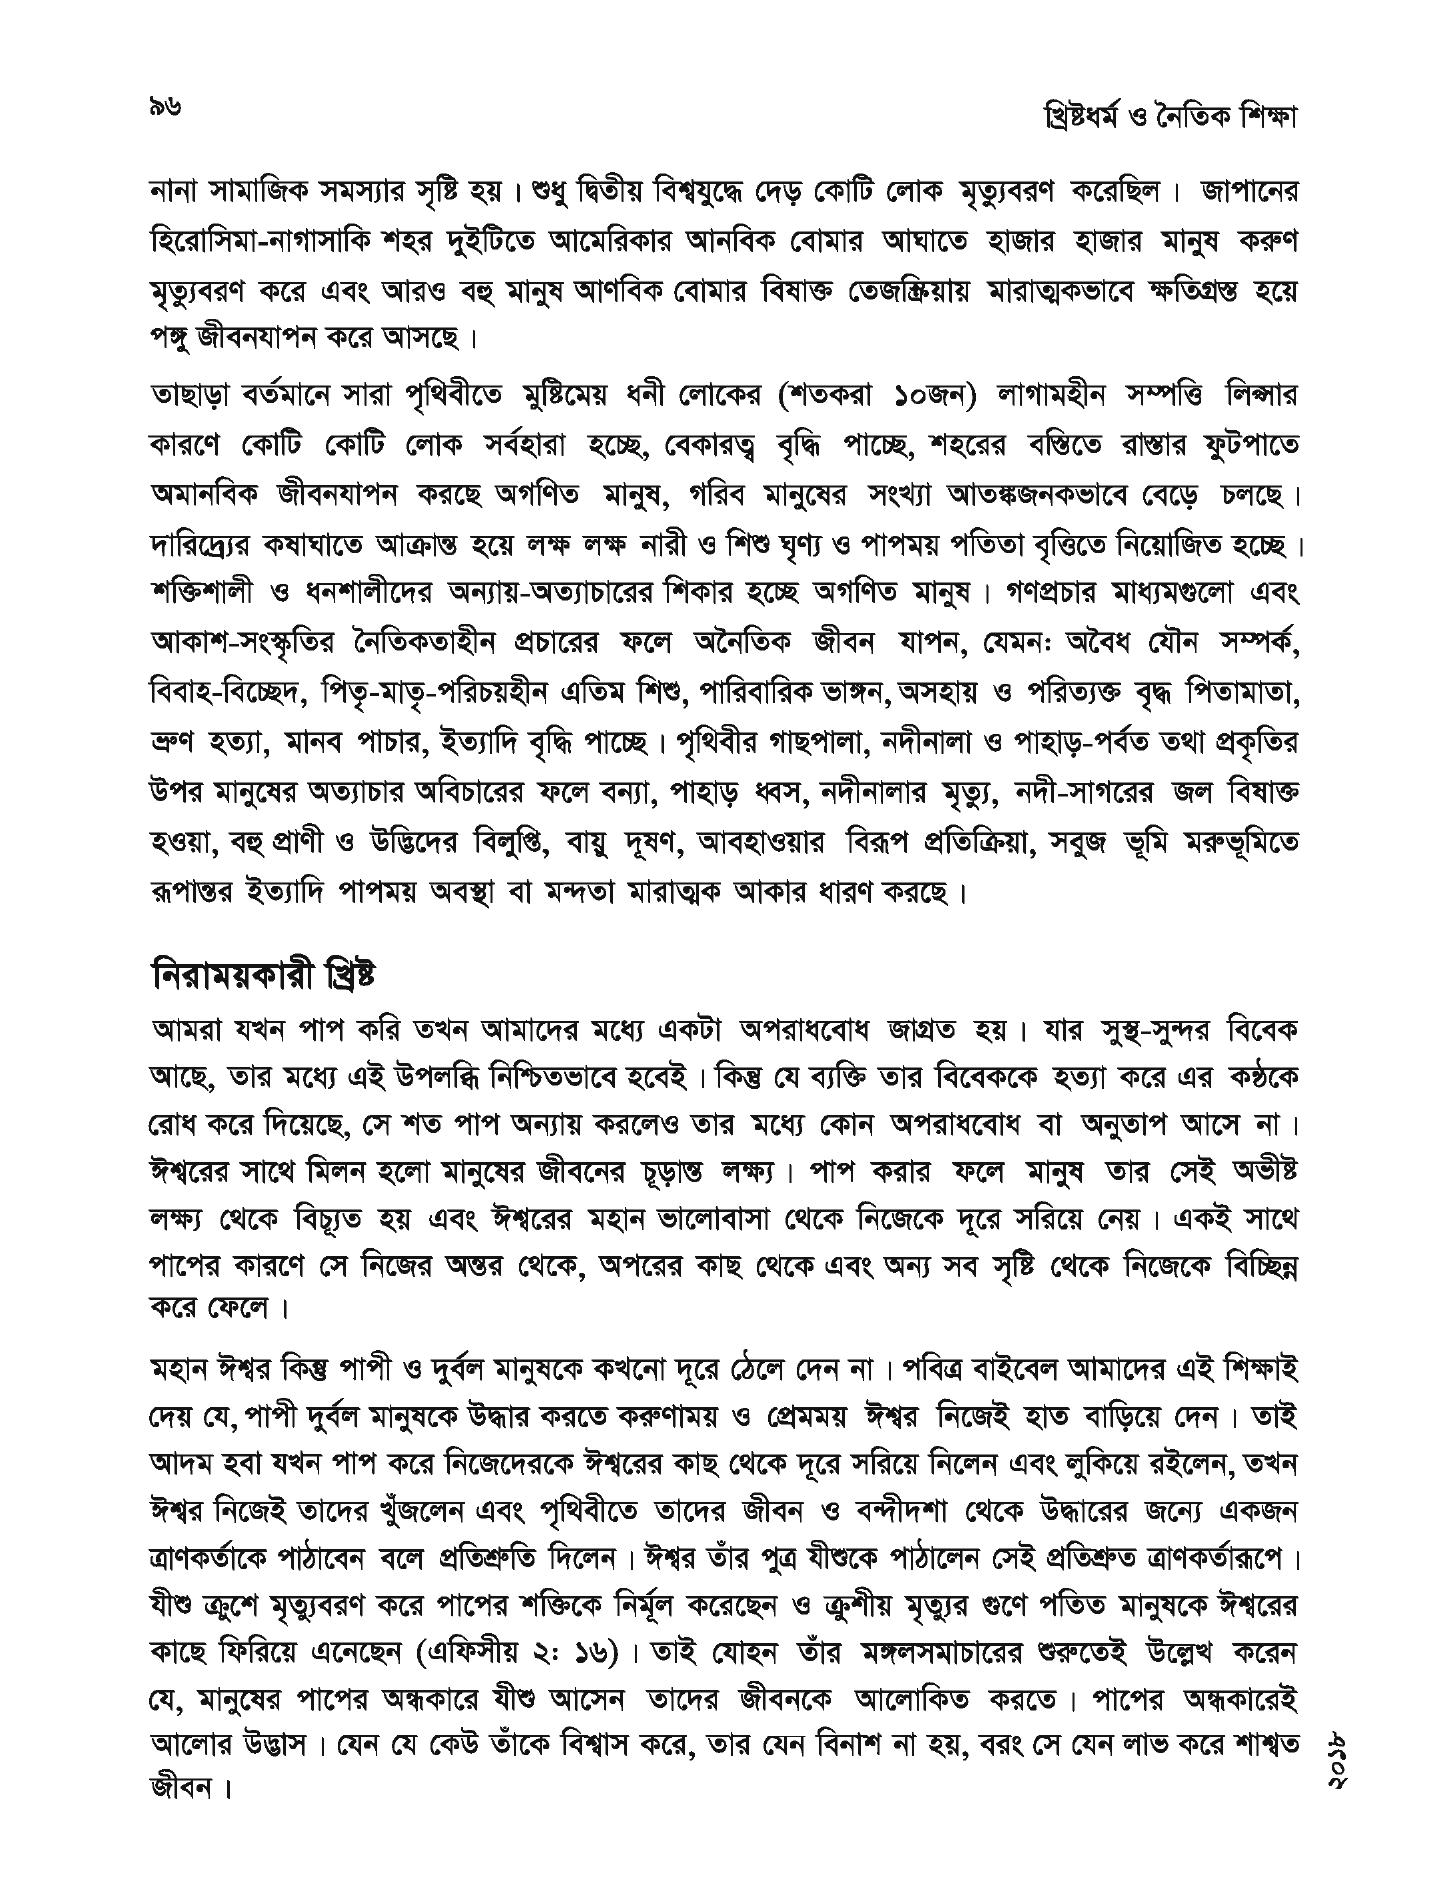 ৯৬
খ্রিষ্টধর্ম ও নৈতিক শিক্ষা
নানা সামাজিক সমস্যার সৃষ্টি হয়। শুধু দ্বিতীয় বিশ্বযুদ্ধে দেড় কোটি লোক মৃত্যুবরণ করেছিল। জাপানের
হিরোসিমা-নাগাসাকি শহর দুইটিতে আমেরিকার আনবিক বোমার আঘাতে হাজার হাজার মানুষ করুণ
মৃত্যুবরণ করে এবং আরও বহু মানুষ আণবিক বোমার বিষাক্ত তেজস্ক্রিয়ায় মারাত্মকভাবে ক্ষতিগ্রস্ত হয়ে
পঙ্গু জীবনযাপন করে আসছে।
তাছাড়া বর্তমানে সারা পৃথিবীতে মুষ্টিমেয় ধনী লোকের (শতকরা ১০জন) লাগামহীন সম্পত্তি লিপ্সার
কারণে কোটি কোটি লোক সর্বহারা হচ্ছে, বেকারত্ব বৃদ্ধি পাচ্ছে, শহরের বস্তিতে রাস্তার ফুটপাতে
অমানবিক জীবনযাপন করছে অগণিত মানুষ, গরিব মানুষের সংখ্যা আতঙ্কজনকভাবে বেড়ে চলছে।
দারিদ্র্যের কষাঘাতে আক্রান্ত হয়ে লক্ষ লক্ষ নারী ও শিশু ঘৃণ্য ও পাপময় পতিতা বৃত্তিতে নিয়োজিত হচ্ছে।
শক্তিশালী ও ধনশালীদের অন্যায়-অত্যাচারের শিকার হচ্ছে অগণিত মানুষ। গণপ্রচার মাধ্যমগুলো এবং
আকাশ-সংস্কৃতির নৈতিকতাহীন প্রচারের ফলে অনৈতিক জীবন যাপন, যেমনঃ অবৈধ যৌন সম্পর্ক,
বিবাহ-বিচ্ছেদ, পিতৃ-মাতৃ-পরিচয়হীন এতিম শিশু, পারিবারিক ভাঙ্গন, অসহায় ও পরিত্যক্ত বৃদ্ধ পিতামাতা,
ভ্রুণ হত্যা, মানব পাচার, ইত্যাদি বৃদ্ধি পাচ্ছে। পৃথিবীর গাছপালা, নদীনালা ও পাহাড়-পর্বত তথা প্রকৃতির
উপর মানুষের অত্যাচার অবিচারের ফলে বন্যা, পাহাড় ধ্বস, নদীনালার মৃত্যু, নদী-সাগরের জল বিষাক্ত
হওয়া, বহু প্রাণী ও উদ্ভিদের বিলুপ্তি, বায়ু দূষণ, আবহাওয়ার বিরূপ প্রতিক্রিয়া, সবুজ ভূমি মরুভূমিতে
রূপান্তর ইত্যাদি পাপময় অবস্থা বা মন্দতা মারাত্মক আকার ধারণ করছে।
নিরাময়কারী খ্রিষ্ট
আমরা যখন পাপ করি তখন আমাদের মধ্যে একটা অপরাধবোধ জাগ্রত হয়। যার সুস্থ-সুন্দর বিবেক
আছে, তার মধ্যে এই উপলব্ধি নিশ্চিতভাবে হবেই। কিন্তু যে ব্যক্তি তার বিবেককে হত্যা করে এর কণ্ঠকে
রোধ করে দিয়েছে, সে শত পাপ অন্যায় করলেও তার মধ্যে কোন অপরাধবোধ বা অনুতাপ আসে না।
ঈশ্বরের সাথে মিলন হলো মানুষের জীবনের চূড়ান্ত লক্ষ্য। পাপ করার ফলে মানুষ তার সেই অভীষ্ট
লক্ষ্য থেকে বিচ্যুত হয় এবং ঈশ্বরের মহান ভালোবাসা থেকে নিজেকে দূরে সরিয়ে নেয়। একই সাথে
পাপের কারণে সে নিজের অন্তর থেকে, অপরের কাছ থেকে এবং অন্য সব সৃষ্টি থেকে নিজেকে বিচ্ছিন্ন
করে ফেলে।
মহান ঈশ্বর কিন্তু পাপী ও দুর্বল মানুষকে কখনো দূরে ঠেলে দেন না। পবিত্র বাইবেল আমাদের এই শিক্ষাই
দেয় যে, পাপী দুর্বল মানুষকে উদ্ধার করতে করুণাময় ও প্রেমময় ঈশ্বর নিজেই হাত বাড়িয়ে দেন। তাই
আদম হবা যখন পাপ করে নিজেদেরকে ঈশ্বরের কাছ থেকে দূরে সরিয়ে নিলেন এবং লুকিয়ে রইলেন, তখন
ঈশ্বর নিজেই তাদের খুঁজলেন এবং পৃথিবীতে তাদের জীবন ও বন্দীদশা থেকে উদ্ধারের জন্যে একজন
ত্রাণকর্তাকে পাঠাবেন বলে প্রতিশ্রুতি দিলেন। ঈশ্বর তাঁর পুত্র যীশুকে পাঠালেন সেই প্রতিশ্রুত ত্রাণকর্তারূপে।
যীশু ক্রুশে মৃত্যুবরণ করে পাপের শক্তিকে নির্মূল করেছেন ও ক্রুশীয় মৃত্যুর গুণে পতিত মানুষকে ঈশ্বরের
কাছে ফিরিয়ে এনেছেন (এফিসীয় ২ঃ ১৬)। তাই যোহন তাঁর মঙ্গলসমাচারের শুরুতেই উল্লেখ করেন
যে, মানুষের পাপের অন্ধকারে যীশু আসেন তাদের জীবনকে আলোকিত করতে। পাপের অন্ধকারেই
আলোর উদ্ভাস। যেন যে কেউ তাঁকে বিশ্বাস করে, তার যেন বিনাশ না হয়, বরং সে যেন লাভ করে শাশ্বত
জীবন।
২০১৮